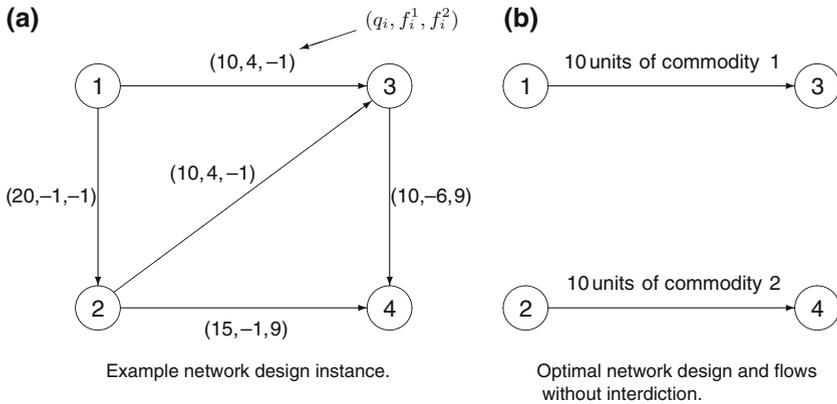 (a)
(q_i, f_i^1, f_i^2)
(b)
(10,4,–1)
10 units of commodity 1
1
3
1
3
(10,4,–1)
(20,–1,–1)
(10,–6,9)
10 units of commodity 2
2
4
2
4
(15,–1,9)
Example network design instance.
Optimal network design and flows
without interdiction.